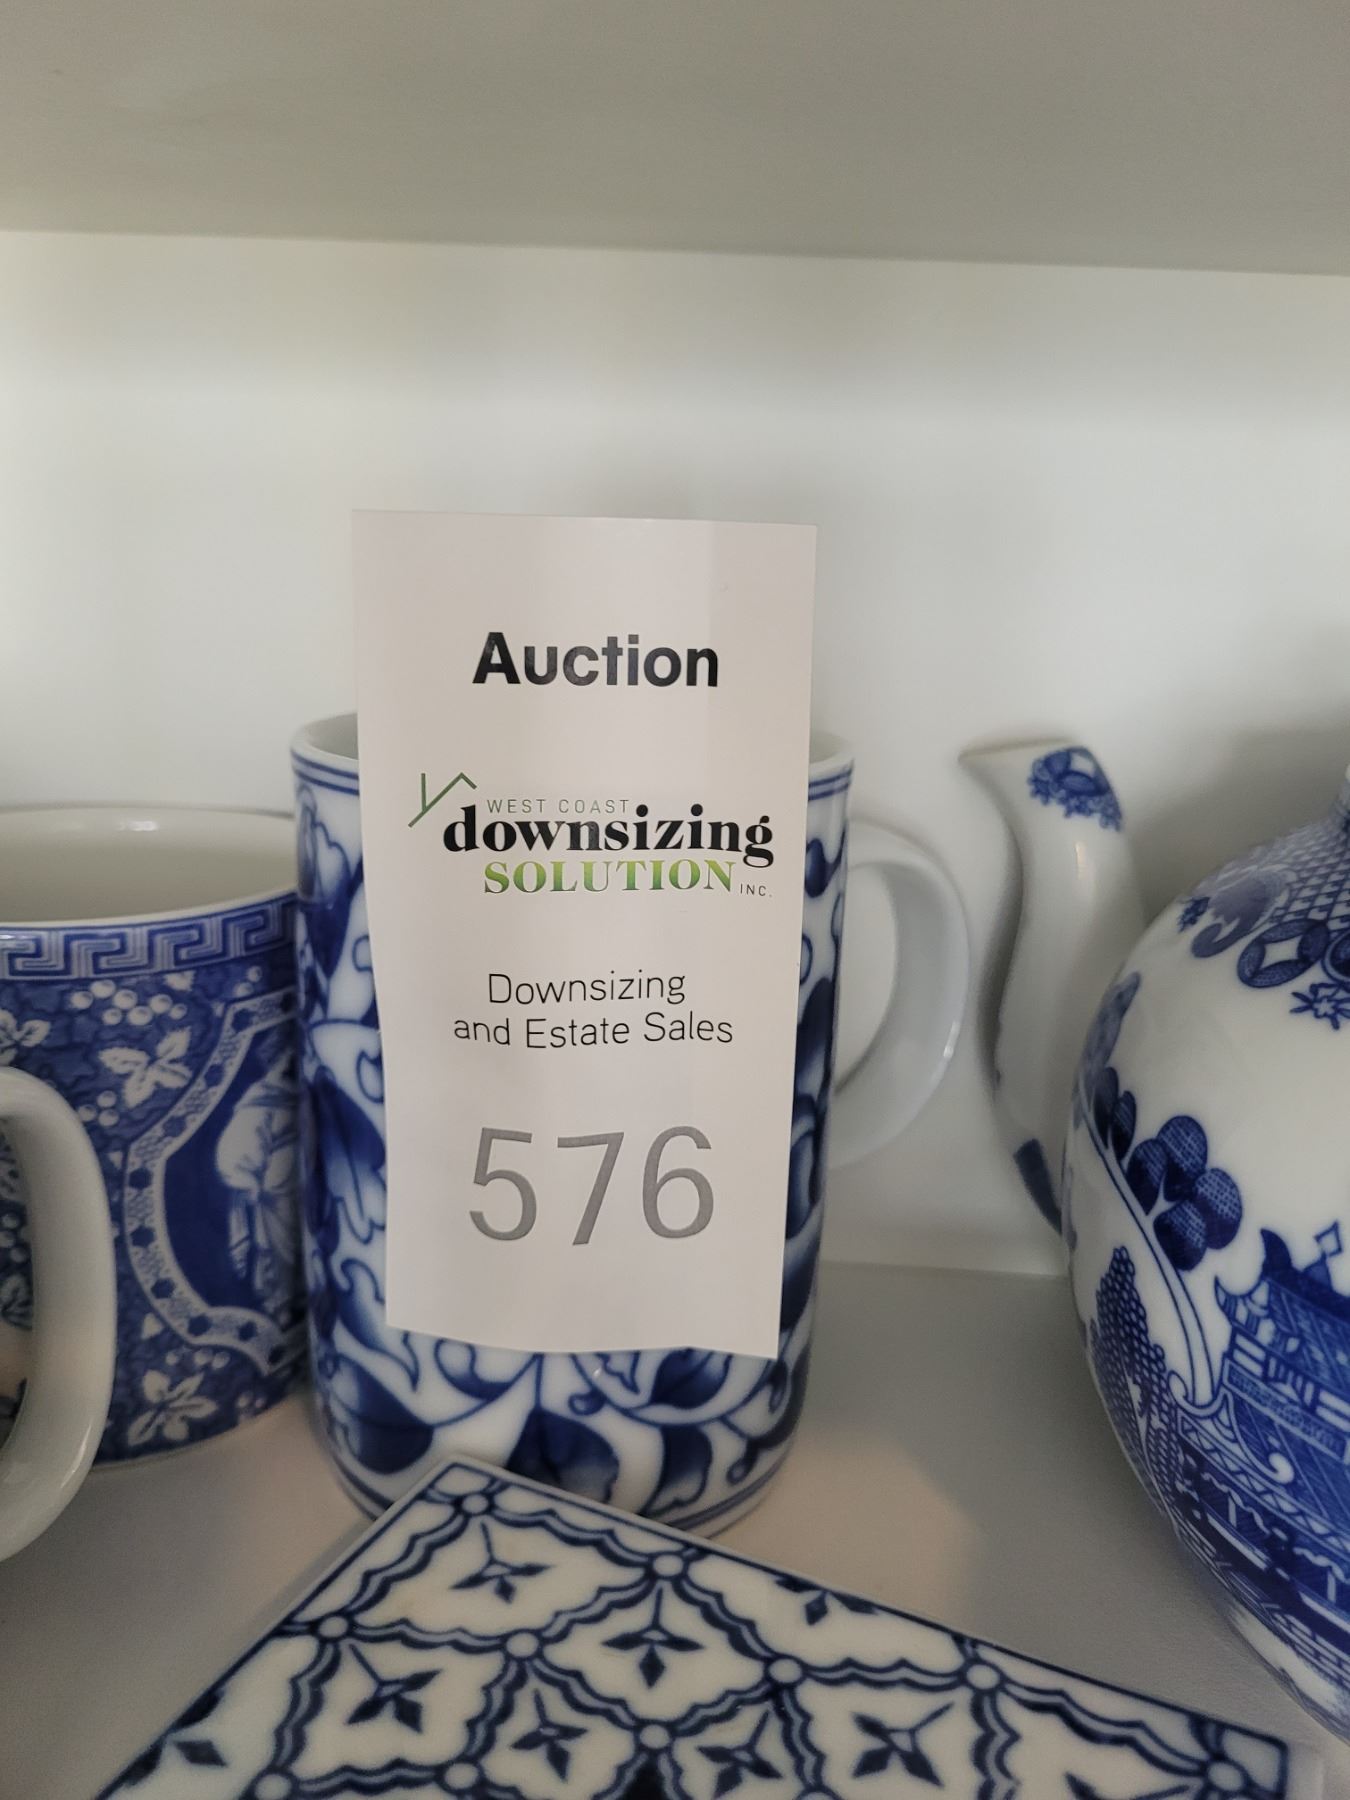 Auction
WEST COAST
downsizing
SOLUTION INC.
Downsizing
and Estate Sales
576